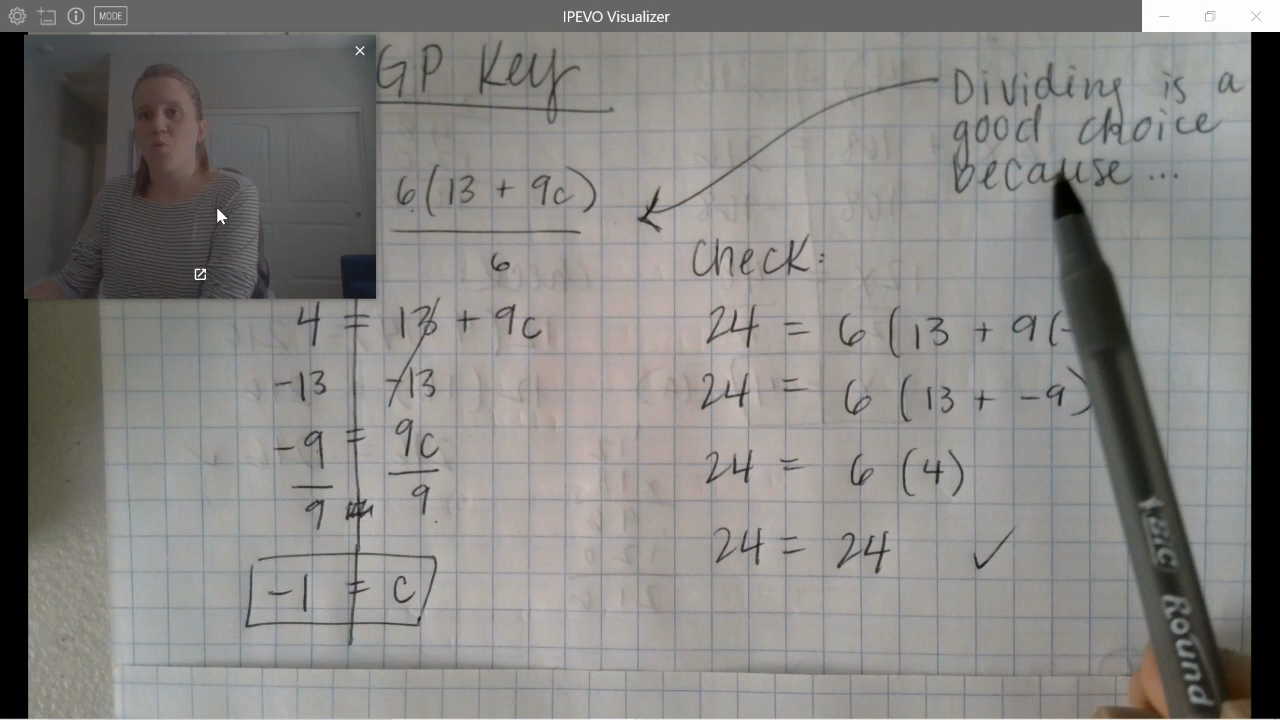 MODE
IPEVO Visualizer
GP Key
Dividing is a
good choice
because ...
6(13 + 9c)
6
4 = 13 + 9c
-13 -13
-9 = 9c
9 9
-1 = c
Check:
24 = 6 (13 + 9(-
24 = 6 (13 + -9)
24 = 6 (4)
24 = 24 ✓
BIC Round